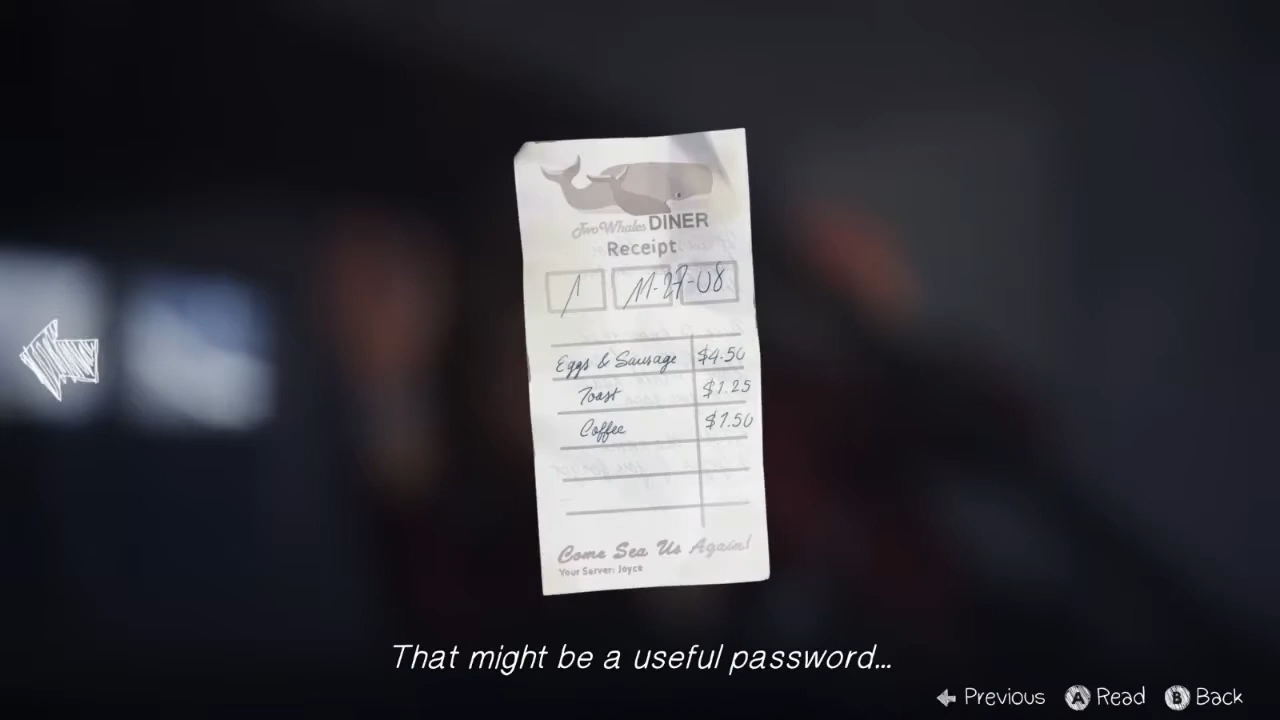 Two Whales DINER
Receipt
1 11-27-08
Eggs & Sausage $4.50
Toast $1.25
Coffee $1.50
Come Sea Us Again!
Your Server: Joyce
That might be a useful password...
Previous A Read B Back